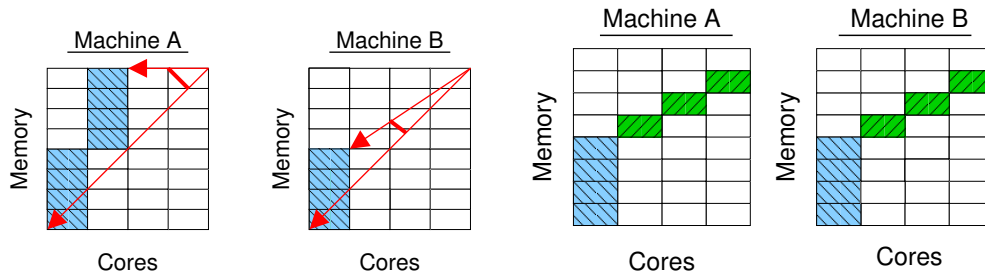 Machine A
Memory
Cores
Machine B
Memory
Cores
Machine A
Memory
Cores
Machine B
Memory
Cores